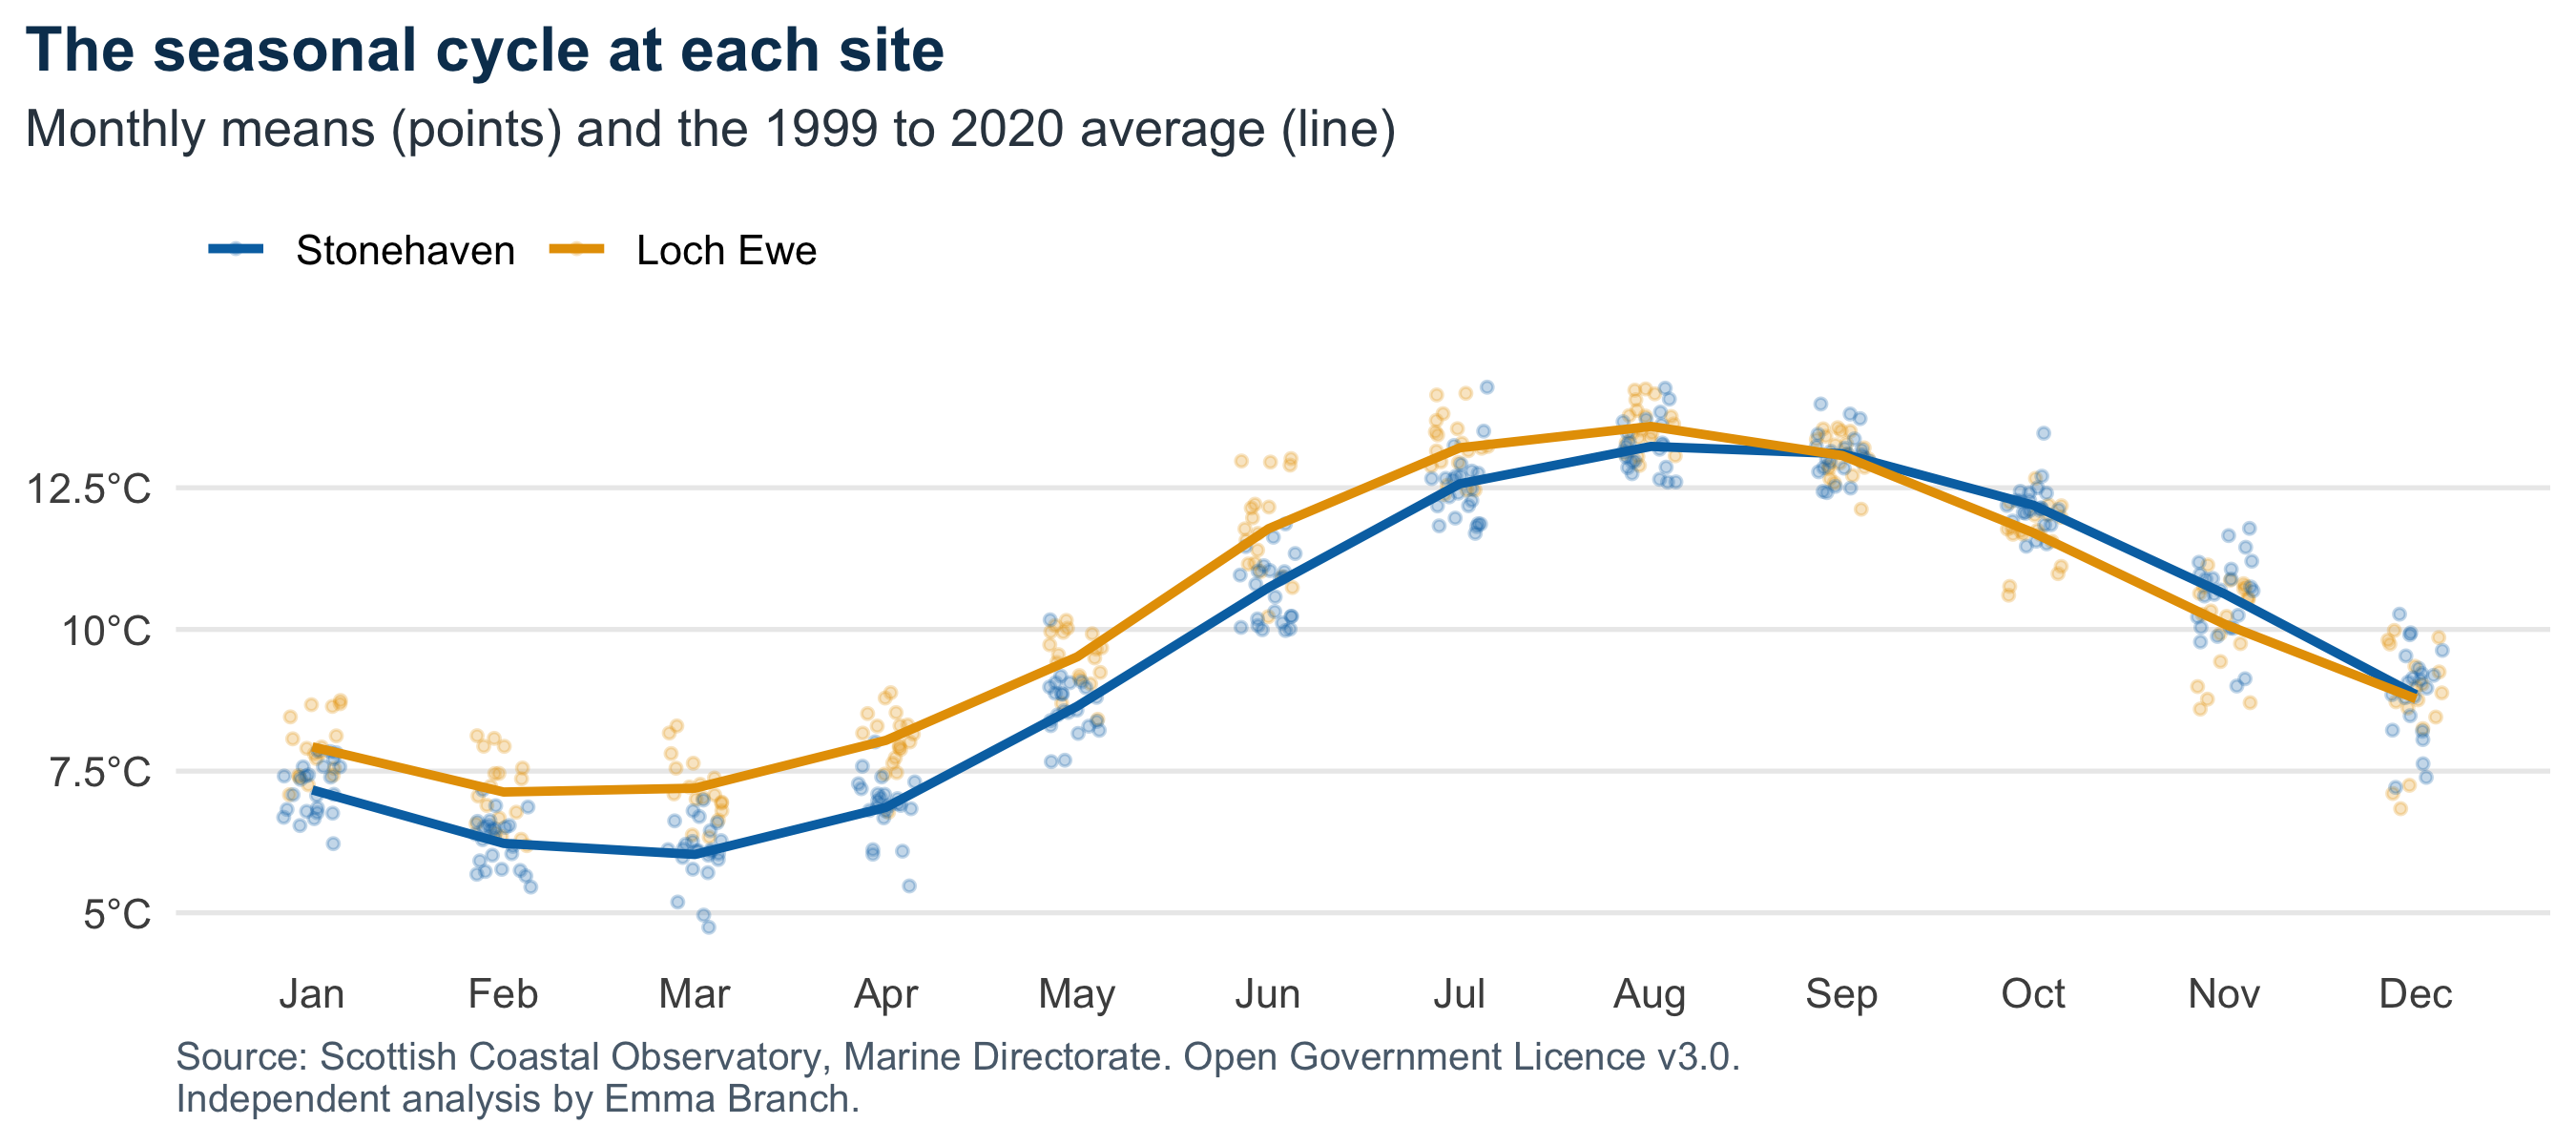 The seasonal cycle at each site
Monthly means (points) and the 1999 to 2020 average (line)
Stonehaven Loch Ewe
12.5°C
10°C
7.5°C
5°C
Jan Feb Mar Apr May Jun Jul Aug Sep Oct Nov Dec
Source: Scottish Coastal Observatory, Marine Directorate. Open Government Licence v3.0.
Independent analysis by Emma Branch.